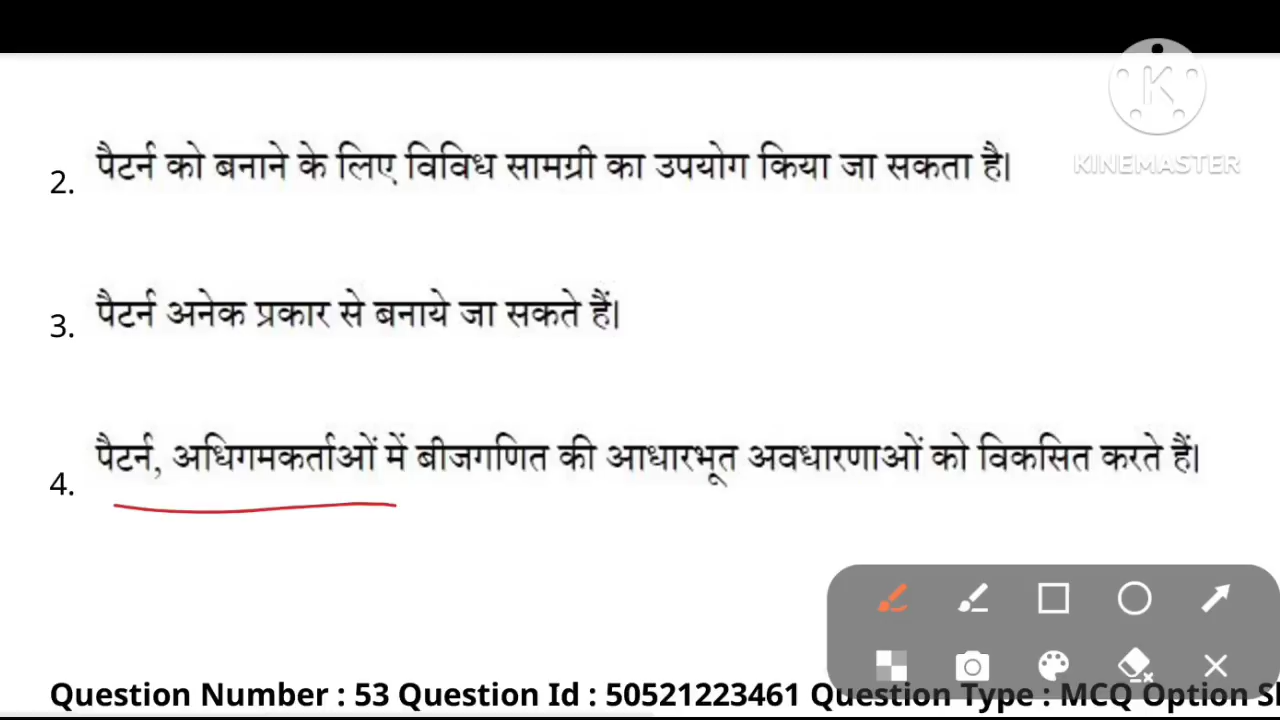 KINEMASTER
2. पैटर्न को बनाने के लिए विविध सामग्री का उपयोग किया जा सकता है।
3. पैटर्न अनेक प्रकार से बनाये जा सकते हैं।
4. पैटर्न, अधिगमकर्ताओं में बीजगणित की आधारभूत अवधारणाओं को विकसित करते हैं।
Question Number : 53 Question Id : 50521223461 Question Type : MCQ Option